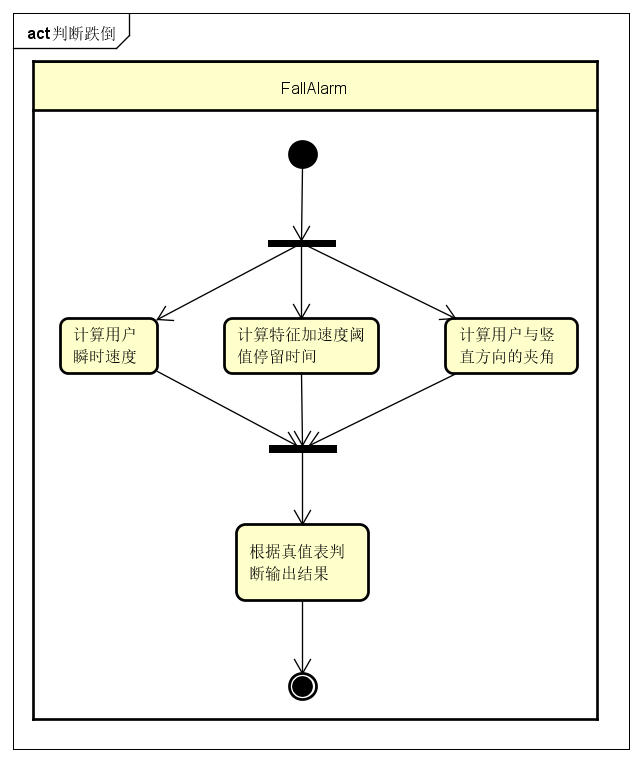 act 判断跌倒
FallAlarm
计算用户
瞬时速度
计算特征加速度阈
值停留时间
计算用户与竖
直方向的夹角
根据真值表判
断输出结果